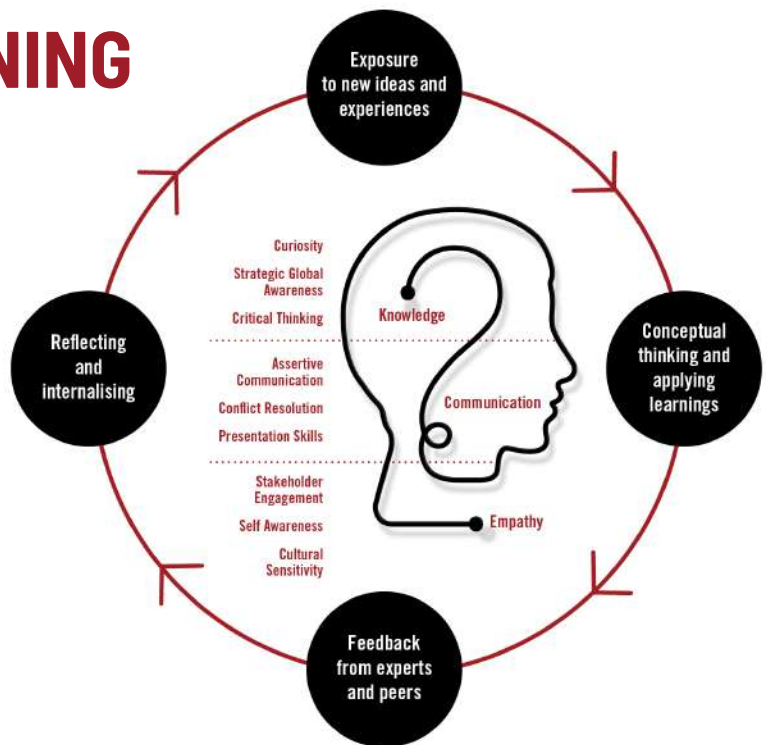 NING
Exposure
to new ideas and
experiences
Curiosity
Strategic Global
Awareness
Critical Thinking
Knowledge
Reflecting
and
internalising
Conceptual
thinking and
applying
learnings
Assertive
Communication
Conflict Resolution
Presentation Skills
Communication
Stakeholder
Engagement
Self Awareness
Cultural
Sensitivity
Empathy
Feedback
from experts
and peers